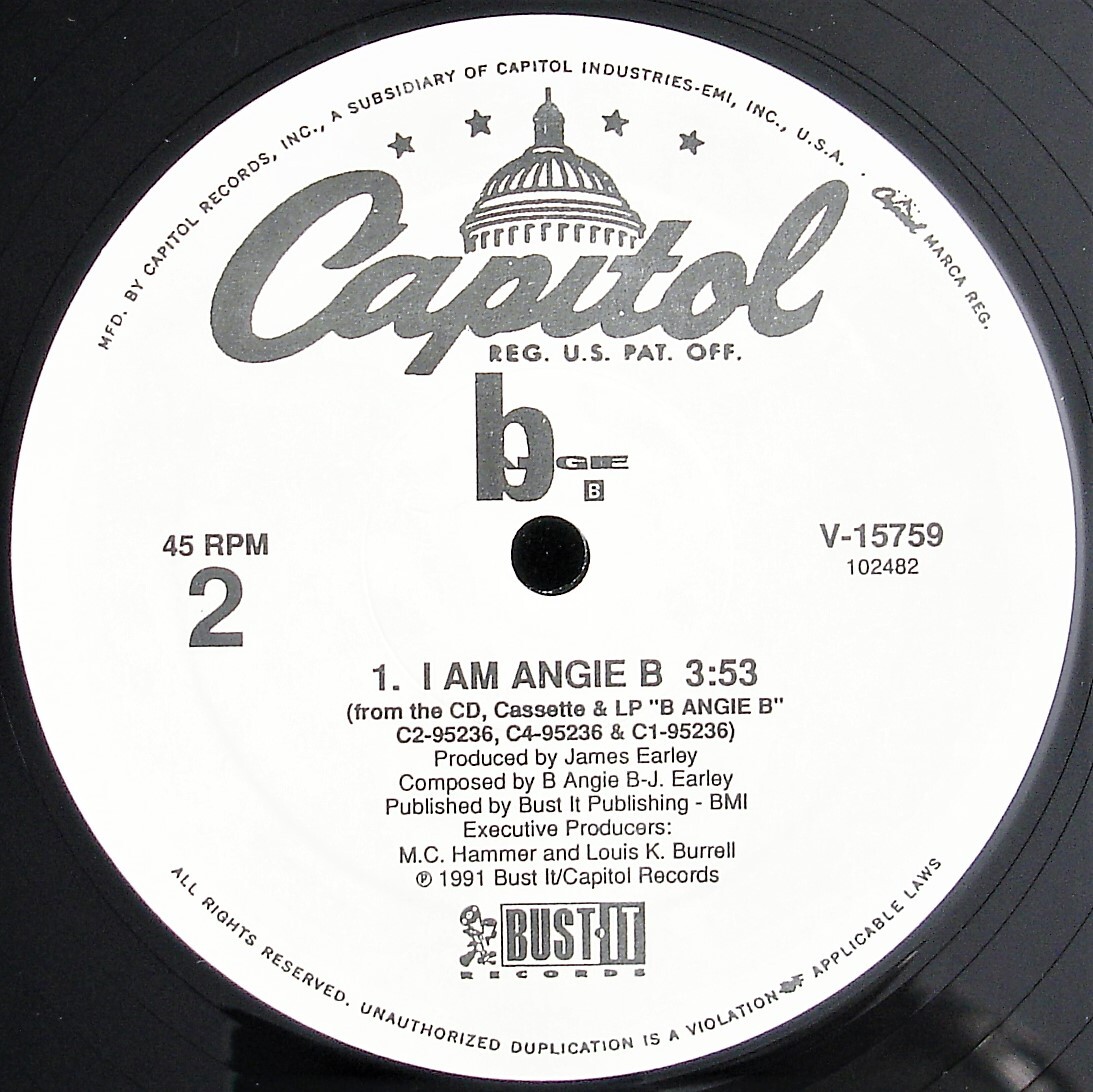 MFD. BY CAPITOL RECORDS, INC., A SUBSIDIARY OF CAPITOL INDUSTRIES-EMI, INC., U.S.A. . Capitol MARCA REG.
Capitol
REG. U.S. PAT. OFF.
b
ANGIE
B
45 RPM
2
V-15759
102482
1. I AM ANGIE B 3:53
(from the CD, Cassette & LP "B ANGIE B"
C2-95236, C4-95236 & C1-95236)
Produced by James Earley
Composed by B Angie B-J. Earley
Published by Bust It Publishing - BMI
Executive Producers:
M.C. Hammer and Louis K. Burrell
℗ 1991 Bust It/Capitol Records
BUST·IT
RECORDS
ALL RIGHTS RESERVED. UNAUTHORIZED DUPLICATION IS A VIOLATION OF APPLICABLE LAWS